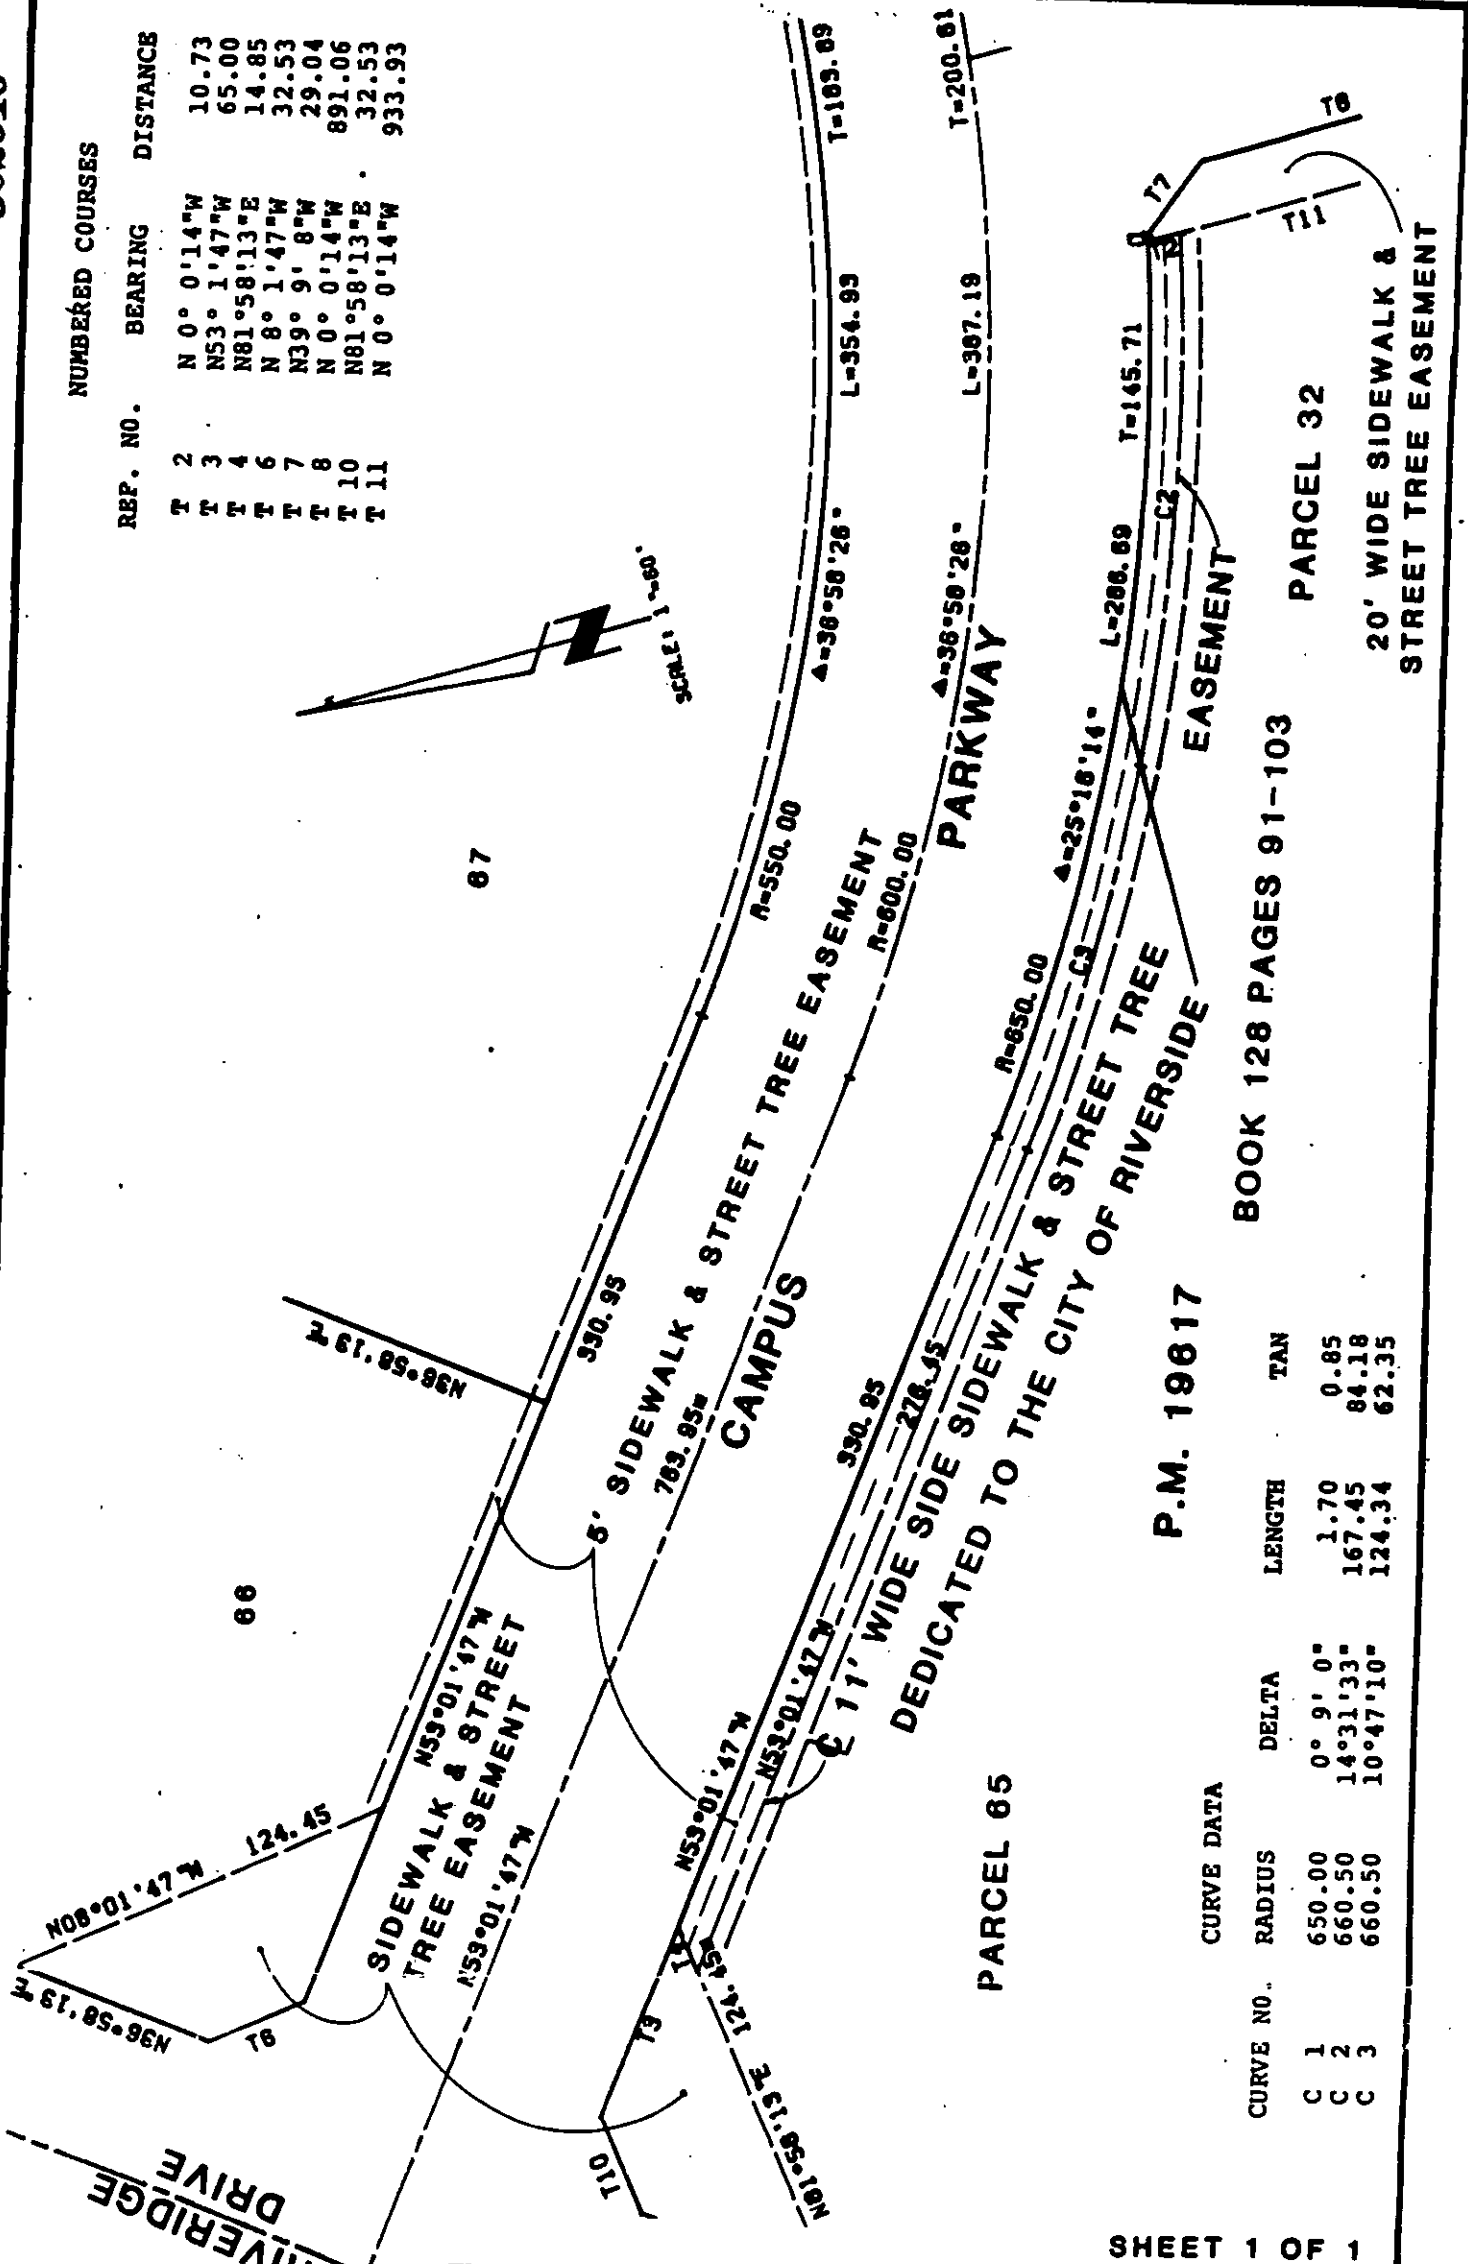 NUMBERED COURSES
REF. NO. BEARING DISTANCE
T 2 N 0° 0'14"W 10.73
T 3 N53° 1'47"W 65.00
T 4 N81°58'13"E 14.85
T 6 N 8° 1'47"W 32.53
T 7 N39° 9' 8"W 29.04
T 8 N 0° 0'14"W 891.06
T 10 N81°58'13"E 32.53
T 11 N 0° 0'14"W 933.93
SCALE: 1"=60'
67
66
N36°58'13"E
N08°01'47"W 124.45
N36°58'13"E
T6
N53°01'47"W
330.95
R=550.00
Δ=36°58'26"
L=354.93
T=183.89
SIDEWALK & STREET
TREE EASEMENT
5' SIDEWALK & STREET TREE EASEMENT
DRIVE
N53°01'47"W
783.95
R=600.00
Δ=36°58'26"
L=387.19
T=200.61
CAMPUS PARKWAY
T10
T3
N53°01'47"W
330.95
R=650.00
Δ=25°16'14"
L=286.69
T=145.71
T7
T8
T11
N81°58'13"E 124.45
N53°01'47"W
276.45
C3
C2
℄ 11' WIDE SIDE SIDEWALK & STREET TREE
EASEMENT
DEDICATED TO THE CITY OF RIVERSIDE
20' WIDE SIDEWALK &
STREET TREE EASEMENT
PARCEL 32
PARCEL 65
P.M. 19617 BOOK 128 PAGES 91-103
CURVE DATA
CURVE NO. RADIUS DELTA LENGTH TAN
C 1 650.00 0° 9' 0" 1.70 0.85
C 2 660.50 14°31'33" 167.45 84.18
C 3 660.50 10°47'10" 124.34 62.35
SHEET 1 OF 1